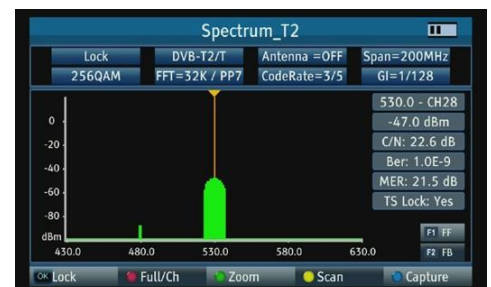 Spectrum_T2
Lock DVB-T2/T Antenna =OFF Span=200MHz
256QAM FFT=32K / PP7 CodeRate=3/5 GI=1/128
530.0 - CH28
-47.0 dBm
C/N: 22.6 dB
Ber: 1.0E-9
MER: 21.5 dB
TS Lock: Yes
0
-20
-40
-60
-80
dBm
430.0 480.0 530.0 580.0 630.0
F1 FF
F2 FB
OK Lock Full/Ch Zoom Scan Capture